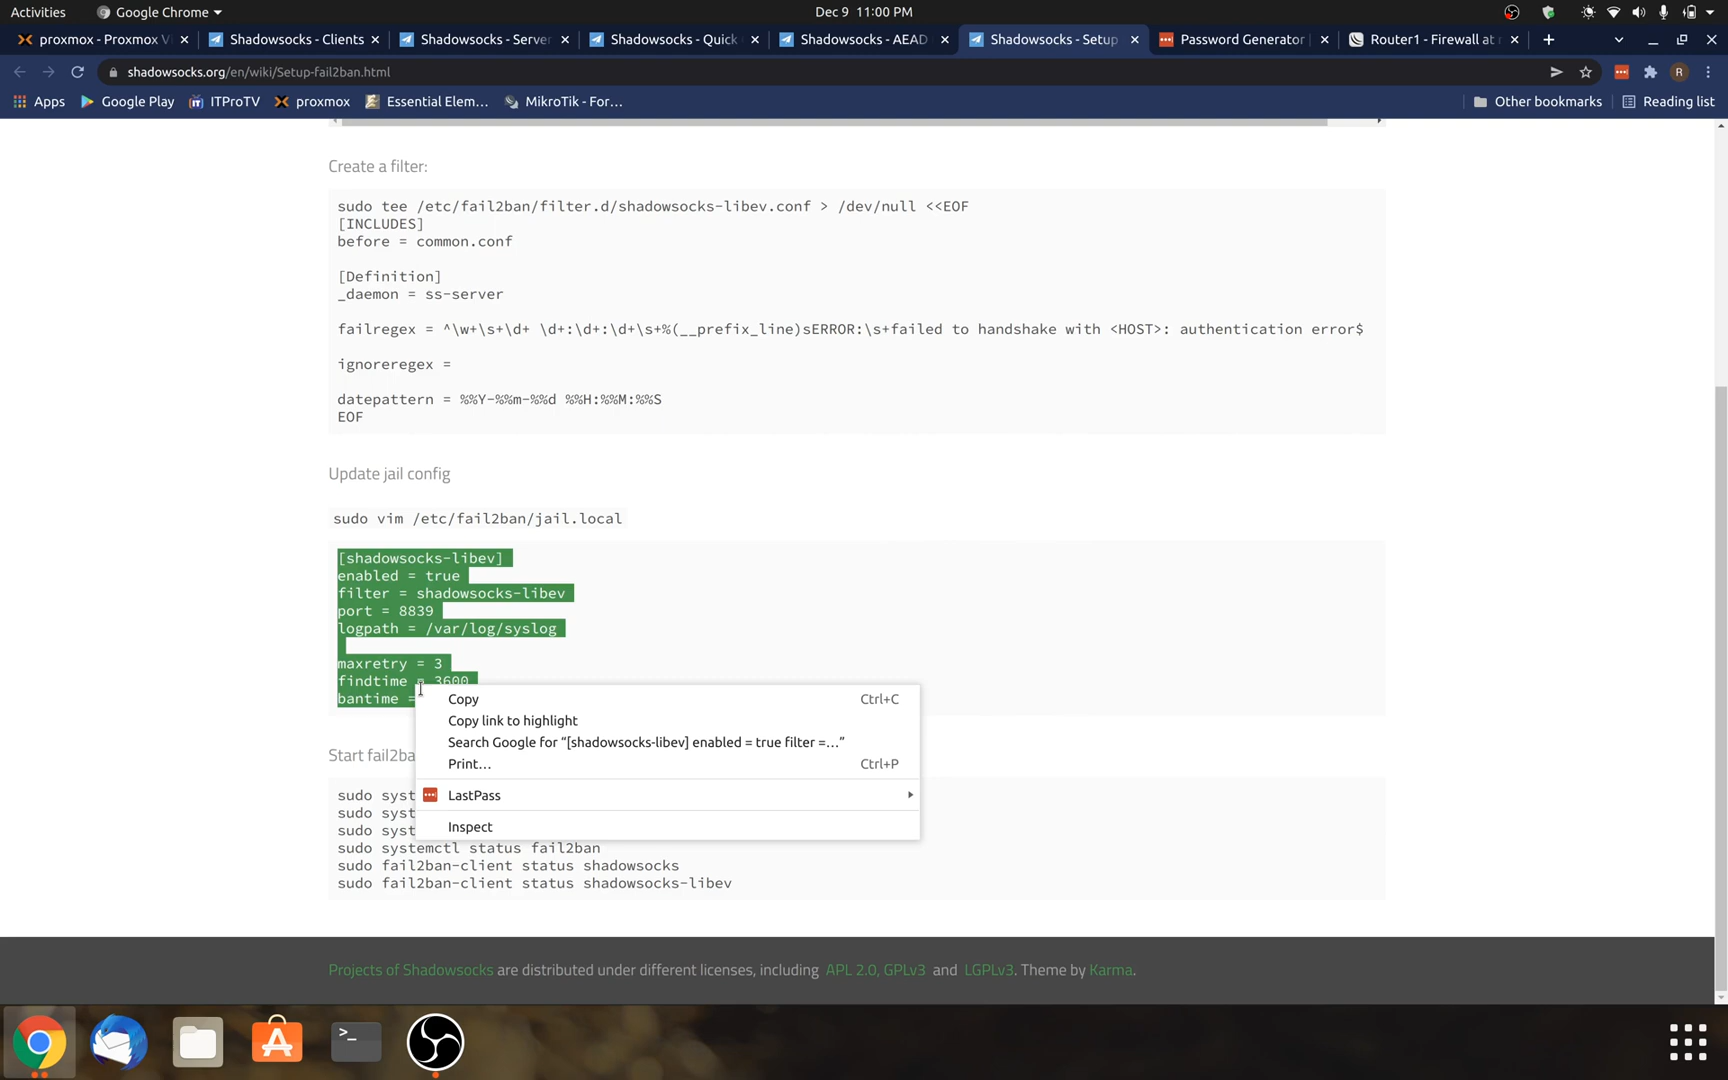 Activities
Google Chrome
Dec 9 11:00 PM
proxmox - Proxmox V
Shadowsocks - Clients
Shadowsocks - Serve
Shadowsocks - Quick
Shadowsocks - AEAD
Shadowsocks - Setup
Password Generator
Router1 - Firewall at
shadowsocks.org/en/wiki/Setup-fail2ban.html
R
Apps
Google Play
ITProTV
proxmox
Essential Elem...
MikroTik - For...
Other bookmarks
Reading list
Create a filter:
sudo tee /etc/fail2ban/filter.d/shadowsocks-libev.conf > /dev/null <<EOF
[INCLUDES]
before = common.conf
[Definition]
_daemon = ss-server
failregex = ^\w+\s+\d+ \d+:\d+:\d+\s+%(__prefix_line)sERROR:\s+failed to handshake with <HOST>: authentication error$
ignoreregex =
datepattern = %%Y-%%m-%%d %%H:%%M:%%S
EOF
Update jail config
sudo vim /etc/fail2ban/jail.local
[shadowsocks-libev]
enabled = true
filter = shadowsocks-libev
port = 8839
logpath = /var/log/syslog
maxretry = 3
findtime = 3600
bantime =
Copy Ctrl+C
Copy link to highlight
Search Google for “[shadowsocks-libev] enabled = true filter =...”
Print... Ctrl+P
LastPass
Inspect
Start fail2ba
sudo syst
sudo syst
sudo syst
sudo systemctl status fail2ban
sudo fail2ban-client status shadowsocks
sudo fail2ban-client status shadowsocks-libev
Projects of Shadowsocks are distributed under different licenses, including APL 2.0, GPLv3 and LGPLv3. Theme by Karma.